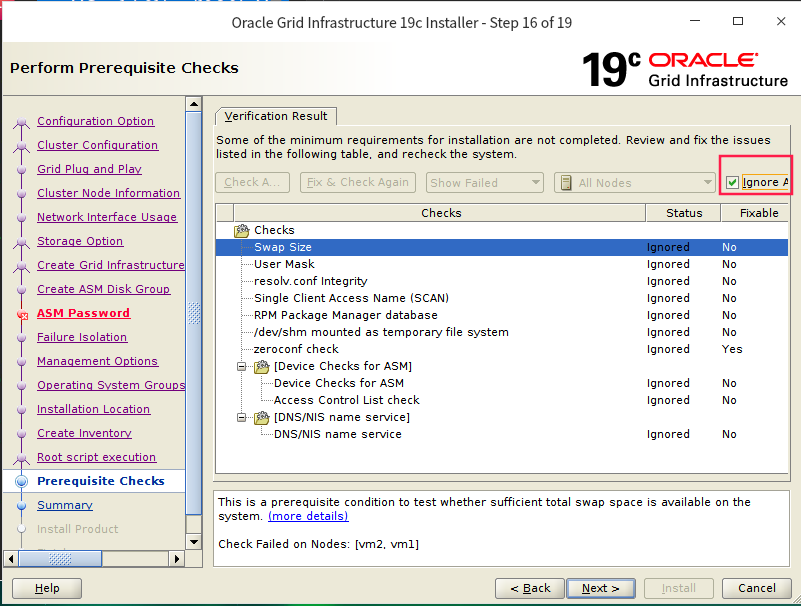 Oracle Grid Infrastructure 19c Installer - Step 16 of 19
Perform Prerequisite Checks
19c ORACLE
Grid Infrastructure
Configuration Option
Cluster Configuration
Grid Plug and Play
Cluster Node Information
Network Interface Usage
Storage Option
Create Grid Infrastructure
Create ASM Disk Group
ASM Password
Failure Isolation
Management Options
Operating System Groups
Installation Location
Create Inventory
Root script execution
Prerequisite Checks
Summary
Install Product
Verification Result
Some of the minimum requirements for installation are not completed. Review and fix the issues
listed in the following table, and recheck the system.
Check A... Fix & Check Again Show Failed All Nodes Ignore A
Checks Status Fixable
Checks
Swap Size Ignored No
User Mask Ignored No
resolv.conf Integrity Ignored No
Single Client Access Name (SCAN) Ignored No
RPM Package Manager database Ignored No
/dev/shm mounted as temporary file system Ignored No
zeroconf check Ignored Yes
[Device Checks for ASM]
Device Checks for ASM Ignored No
Access Control List check Ignored No
[DNS/NIS name service]
DNS/NIS name service Ignored No
This is a prerequisite condition to test whether sufficient total swap space is available on the
system. (more details)
Check Failed on Nodes: [vm2, vm1]
Help < Back Next > Install Cancel